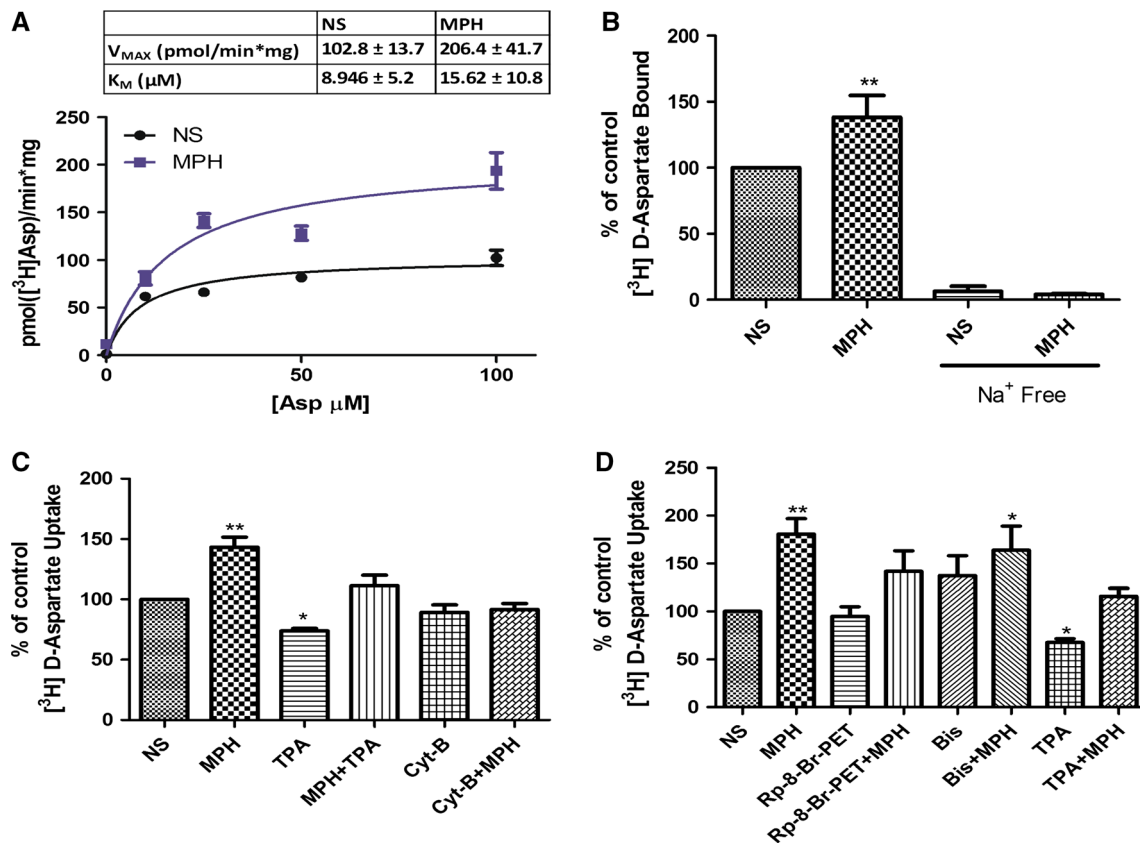 A
NS MPH
VMAX (pmol/min*mg) 102.8 ± 13.7 206.4 ± 41.7
KM (µM) 8.946 ± 5.2 15.62 ± 10.8
250
200
150
100
50
0
NS
MPH
pmol([³H]Asp)/min*mg
0 50 100
[Asp µM]
B
200
150
100
50
0
% of control
[³H] D-Aspartate Bound
**
NS MPH NS MPH
Na⁺ Free
C
200
150
100
50
0
% of control
[³H] D-Aspartate Uptake
**
*
NS MPH TPA MPH+TPA Cyt-B Cyt-B+MPH
D
250
200
150
100
50
0
% of control
[³H] D-Aspartate Uptake
**
*
*
NS MPH Rp-8-Br-PET Rp-8-Br-PET+MPH Bis Bis+MPH TPA TPA+MPH